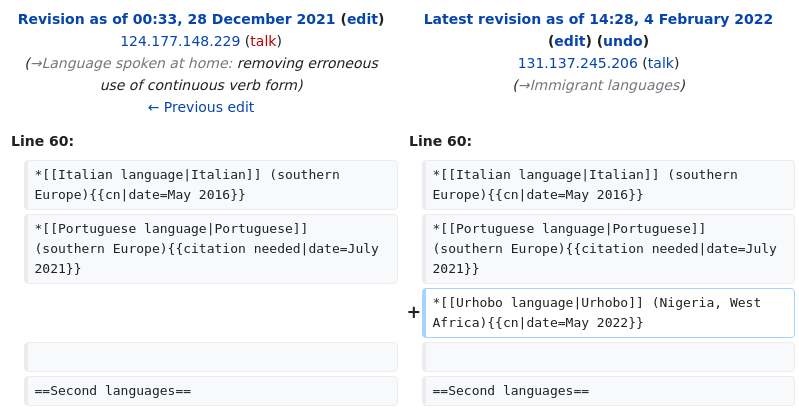 Revision as of 00:33, 28 December 2021 (edit)
124.177.148.229 (talk)
(→Language spoken at home: removing erroneous
use of continuous verb form)
← Previous edit
Latest revision as of 14:28, 4 February 2022
(edit) (undo)
131.137.245.206 (talk)
(→Immigrant languages)
Line 60:
Line 60:
*[[Italian language|Italian]] (southern
Europe){{cn|date=May 2016}}
*[[Italian language|Italian]] (southern
Europe){{cn|date=May 2016}}
*[[Portuguese language|Portuguese]]
(southern Europe){{citation needed|date=July
2021}}
*[[Portuguese language|Portuguese]]
(southern Europe){{citation needed|date=July
2021}}
+
*[[Urhobo language|Urhobo]] (Nigeria, West
Africa){{cn|date=May 2022}}
==Second languages==
==Second languages==